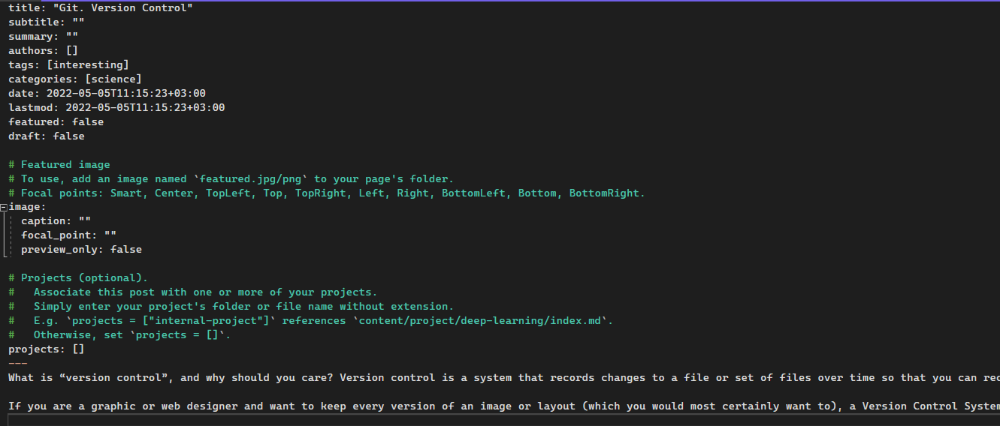 title: "Git. Version Control"
subtitle: ""
summary: ""
authors: []
tags: [interesting]
categories: [science]
date: 2022-05-05T11:15:23+03:00
lastmod: 2022-05-05T11:15:23+03:00
featured: false
draft: false
# Featured image
# To use, add an image named `featured.jpg/png` to your page's folder.
# Focal points: Smart, Center, TopLeft, Top, TopRight, Left, Right, BottomLeft, Bottom, BottomRight.
image:
  caption: ""
  focal_point: ""
  preview_only: false
# Projects (optional).
#   Associate this post with one or more of your projects.
#   Simply enter your project's folder or file name without extension.
#   E.g. `projects = ["internal-project"]` references `content/project/deep-learning/index.md`.
#   Otherwise, set `projects = []`.
projects: []
---
What is “version control”, and why should you care? Version control is a system that records changes to a file or set of files over time so that you can
If you are a graphic or web designer and want to keep every version of an image or layout (which you would most certainly want to), a Version Control System